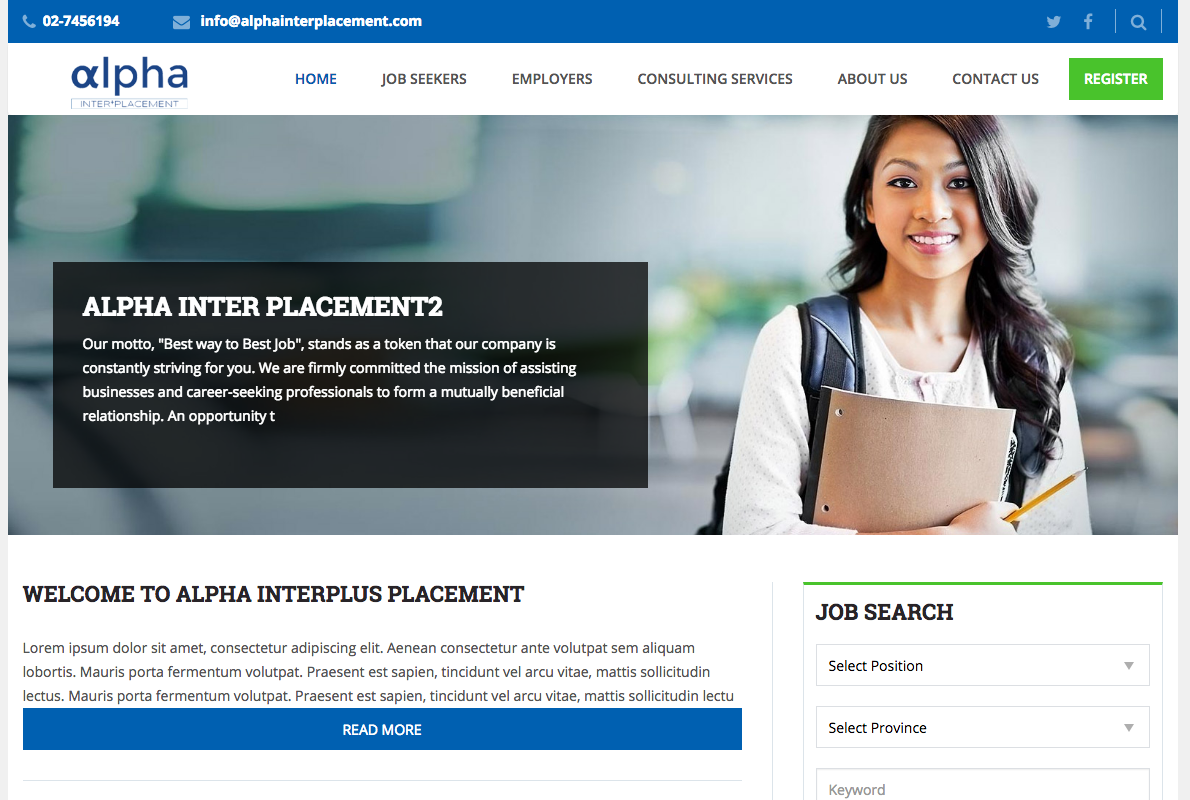 02-7456194
info@alphainterplacement.com
αlpha
INTER+PLACEMENT
HOME
JOB SEEKERS
EMPLOYERS
CONSULTING SERVICES
ABOUT US
CONTACT US
REGISTER
ALPHA INTER PLACEMENT2
Our motto, "Best way to Best Job", stands as a token that our company is
constantly striving for you. We are firmly committed the mission of assisting
businesses and career-seeking professionals to form a mutually beneficial
relationship. An opportunity t
WELCOME TO ALPHA INTERPLUS PLACEMENT
Lorem ipsum dolor sit amet, consectetur adipiscing elit. Aenean consectetur ante volutpat sem aliquam
lobortis. Mauris porta fermentum volutpat. Praesent est sapien, tincidunt vel arcu vitae, mattis sollicitudin
lectus. Mauris porta fermentum volutpat. Praesent est sapien, tincidunt vel arcu vitae, mattis sollicitudin lectu
READ MORE
JOB SEARCH
Select Position
Select Province
Keyword